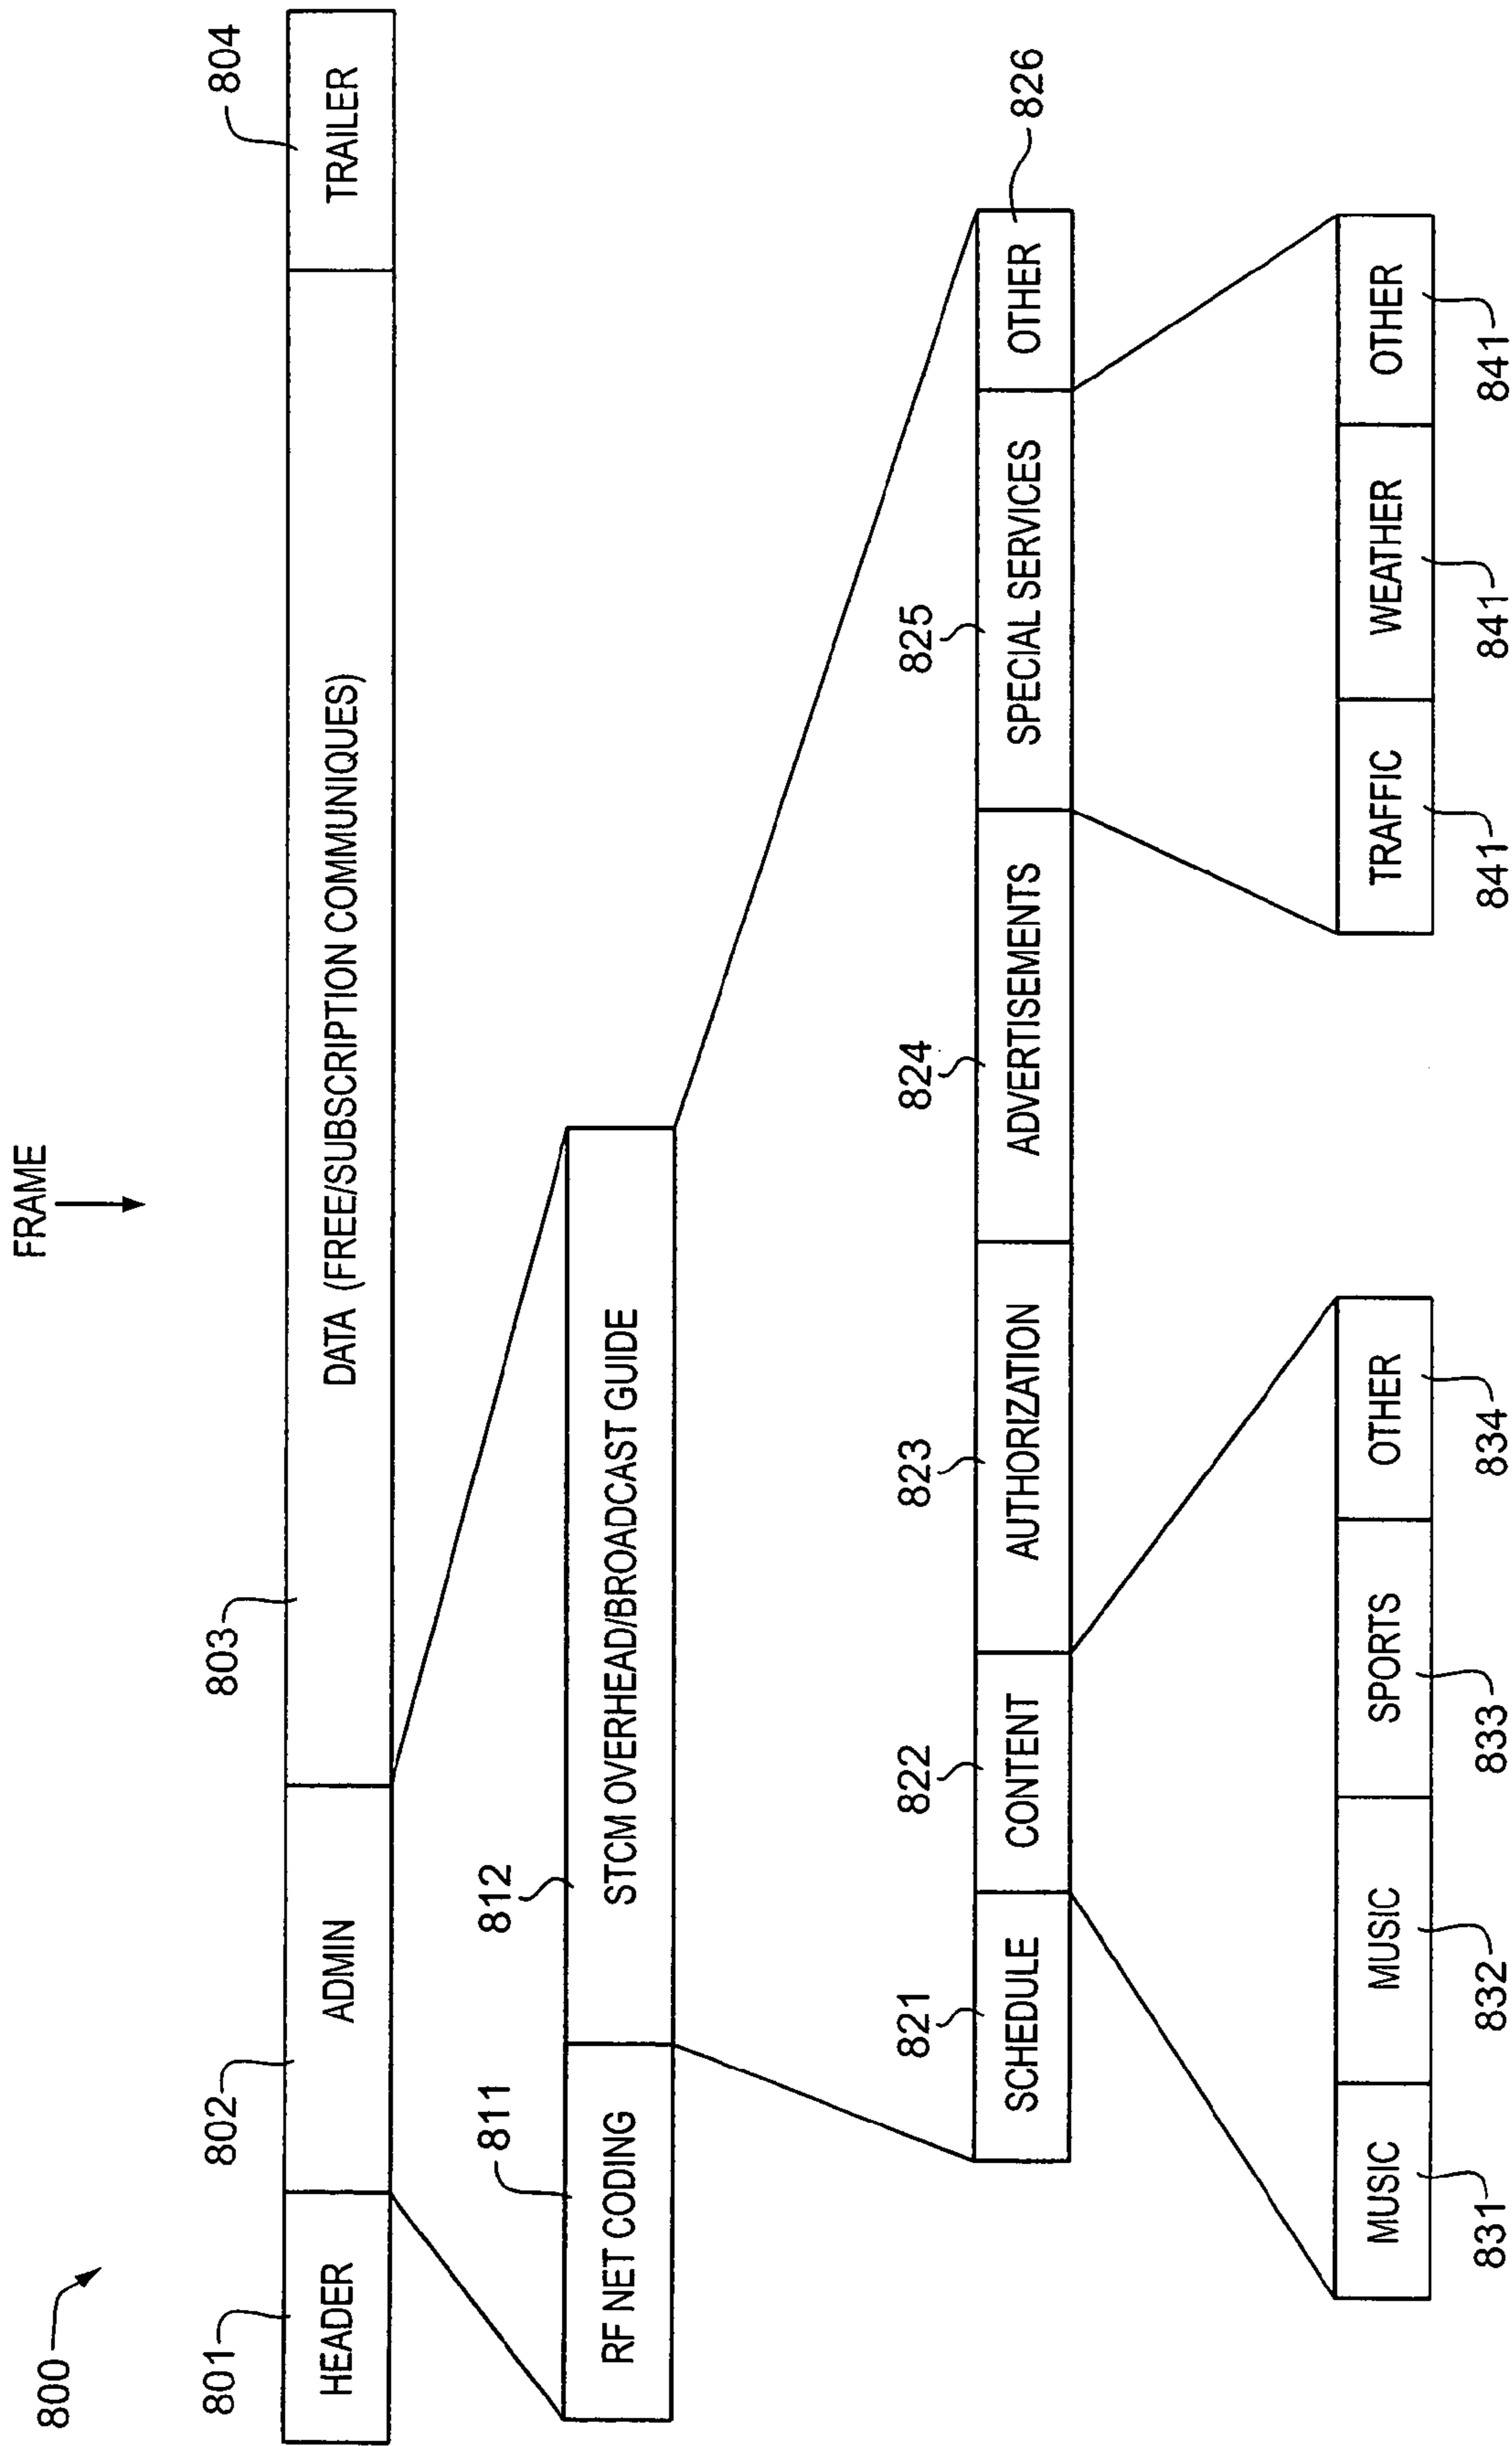 FRAME
800
801
802
803
804
HEADER
ADMIN
DATA (FREE/SUBSCRIPTION COMMUNIQUES)
TRAILER
811
812
RF NET CODING
STCM OVERHEAD/BROADCAST GUIDE
821
822
823
824
825
826
SCHEDULE
CONTENT
AUTHORIZATION
ADVERTISEMENTS
SPECIAL SERVICES
OTHER
MUSIC
MUSIC
SPORTS
OTHER
TRAFFIC
WEATHER
OTHER
831
832
833
834
841
841
841